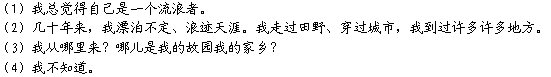 (1) 我总觉得自己是一个流浪者。
(2) 几十年来，我漂泊不定、浪迹天涯。我走过田野、穿过城市，我到过许多许多地方。
(3) 我从哪里来？哪儿是我的故园我的家乡？
(4) 我不知道。